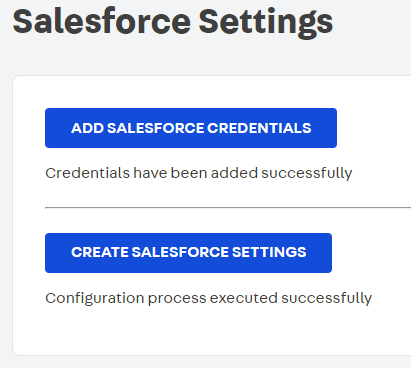 Salesforce Settings
ADD SALESFORCE CREDENTIALS
Credentials have been added successfully
CREATE SALESFORCE SETTINGS
Configuration process executed successfully